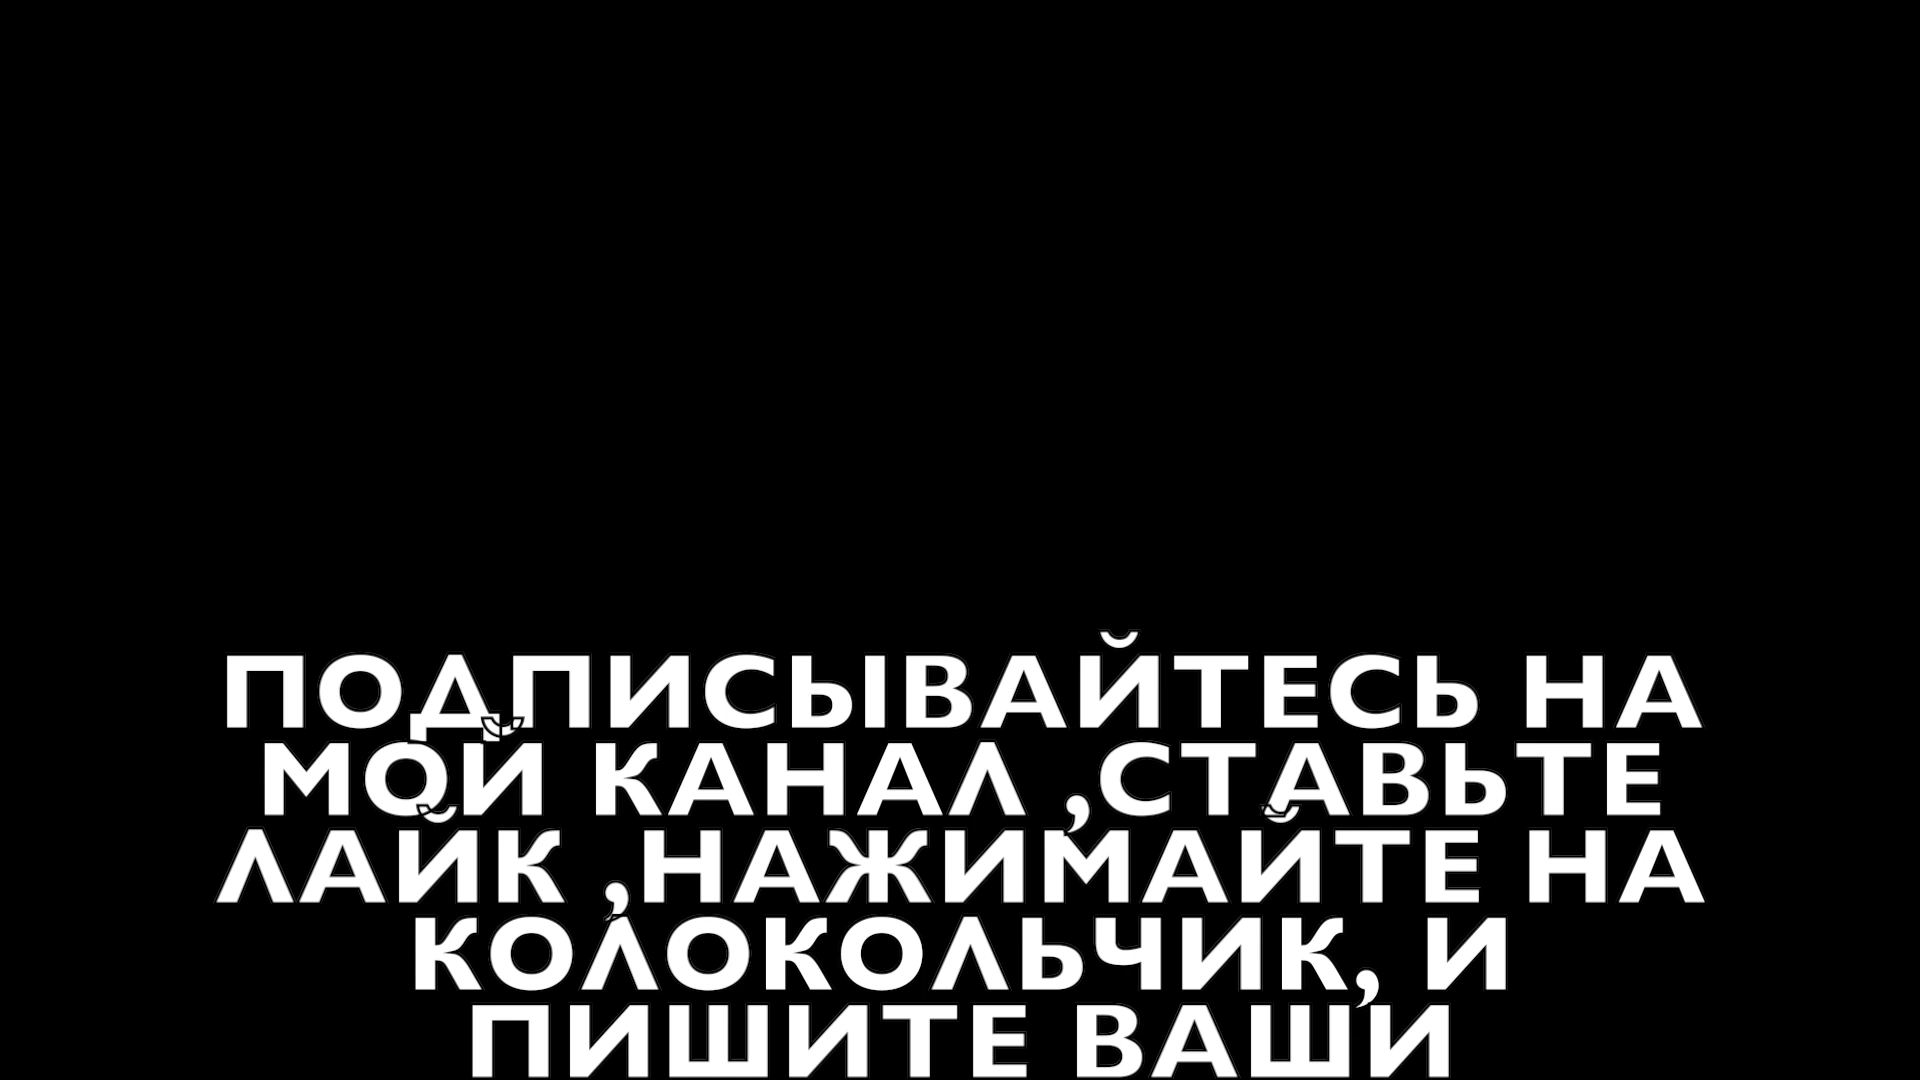 ПОДПИСЫВАЙТЕСЬ НА
МОЙ КАНАЛ ,СТАВЬТЕ
ЛАЙК ,НАЖИМАЙТЕ НА
КОЛОКОЛЬЧИК, И
ПИШИТЕ ВАШИ